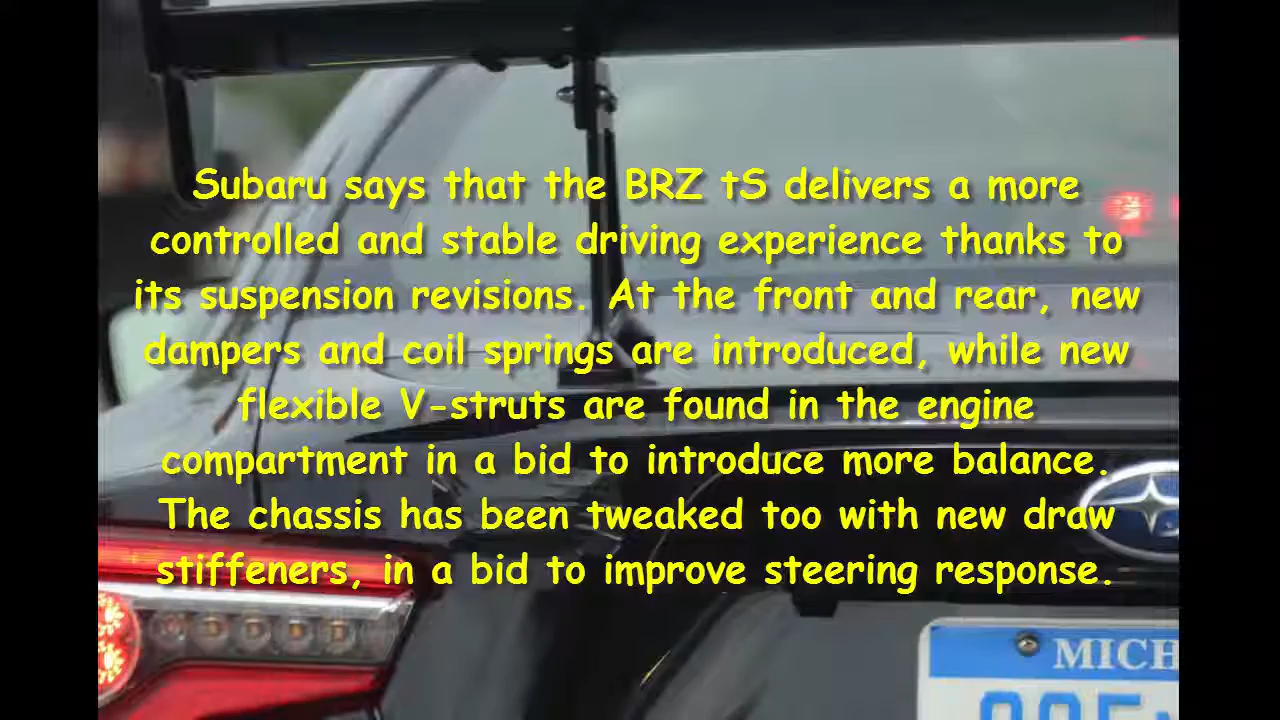 Subaru says that the BRZ tS delivers a more
controlled and stable driving experience thanks to
its suspension revisions. At the front and rear, new
dampers and coil springs are introduced, while new
flexible V-struts are found in the engine
compartment in a bid to introduce more balance.
The chassis has been tweaked too with new draw
stiffeners, in a bid to improve steering response.
MICH